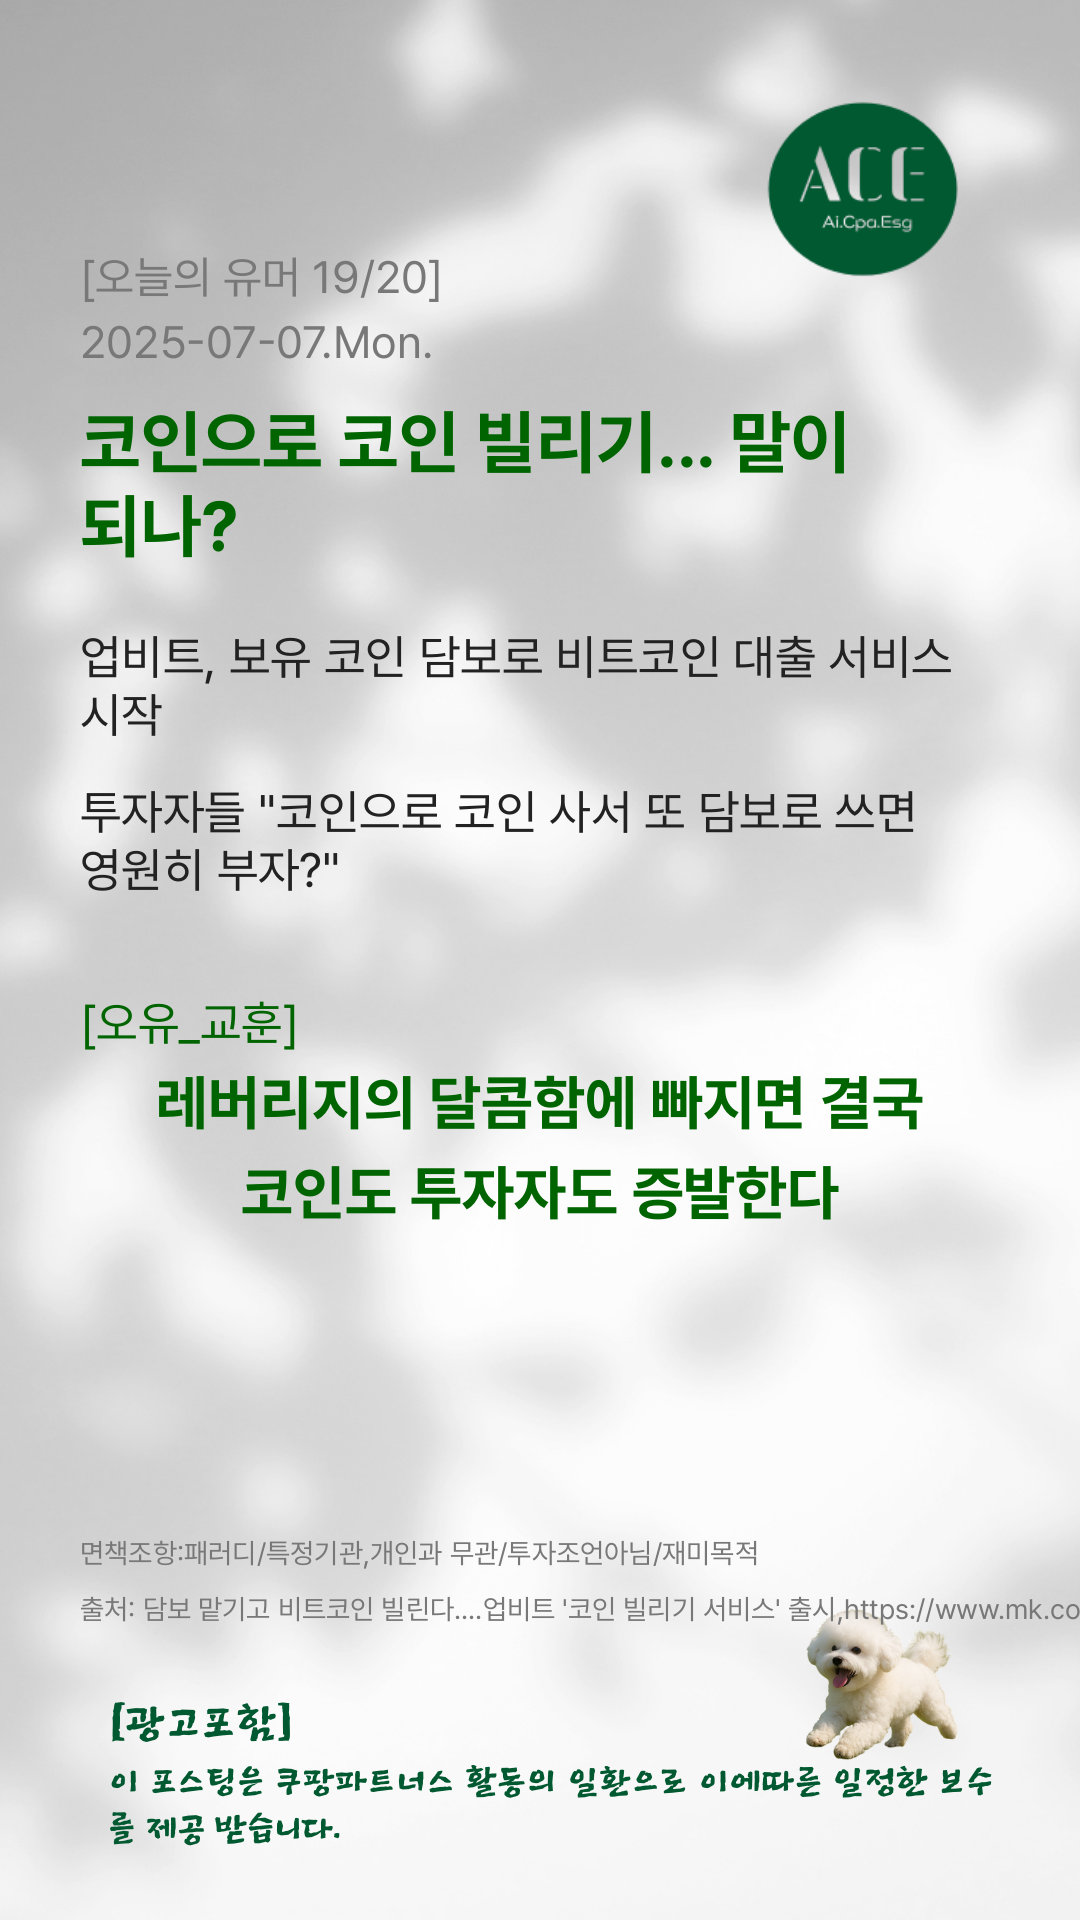 ACE
Ai.Cpa.Esg
[오늘의 유머 19/20]
2025-07-07.Mon.
코인으로 코인 빌리기... 말이
되나?
업비트, 보유 코인 담보로 비트코인 대출 서비스
시작
투자자들 "코인으로 코인 사서 또 담보로 쓰면
영원히 부자?"
[오유_교훈]
레버리지의 달콤함에 빠지면 결국
코인도 투자자도 증발한다
면책조항:패러디/특정기관,개인과 무관/투자조언아님/재미목적
출처: 담보 맡기고 비트코인 빌린다....업비트 '코인 빌리기 서비스' 출시,https://www.mk.co
[광고포함]
이 포스팅은 쿠팡파트너스 활동의 일환으로 이에따른 일정한 보수
를 제공 받습니다.